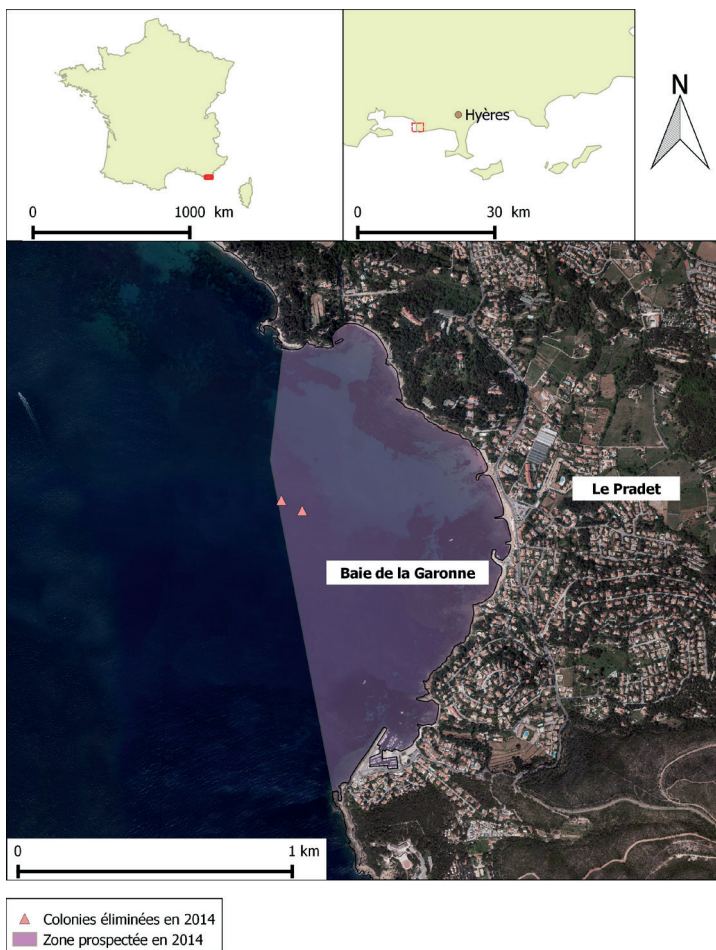 N
Hyères
0 1000 km
0 30 km
Le Pradet
Baie de la Garonne
0 1 km
Colonies éliminées en 2014
Zone prospectée en 2014